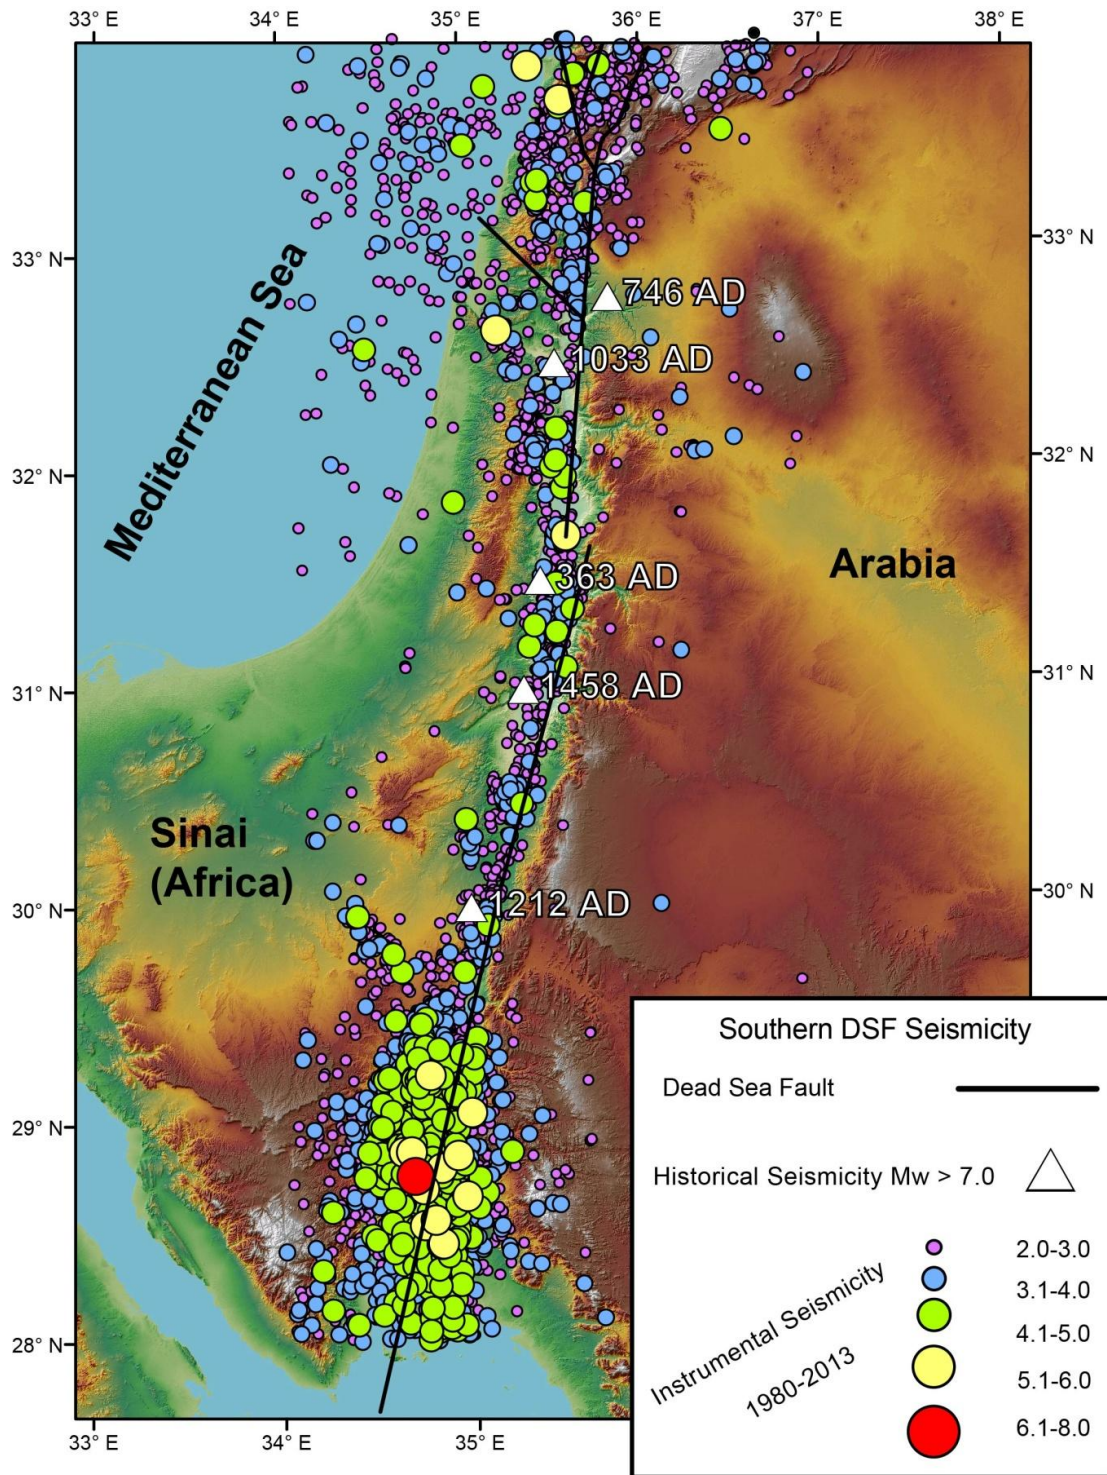 33° E 34° E 35° E 36° E 37° E 38° E
33° N 33° N
746 AD
1033 AD
Mediterranean Sea
32° N 32° N
363 AD
Arabia
1458 AD
31° N 31° N
Sinai
(Africa)
1212 AD
30° N 30° N
29° N
28° N
33° E 34° E 35° E
Southern DSF Seismicity
Dead Sea Fault
Historical Seismicity Mw > 7.0
Instrumental Seismicity
1980-2013
2.0-3.0
3.1-4.0
4.1-5.0
5.1-6.0
6.1-8.0